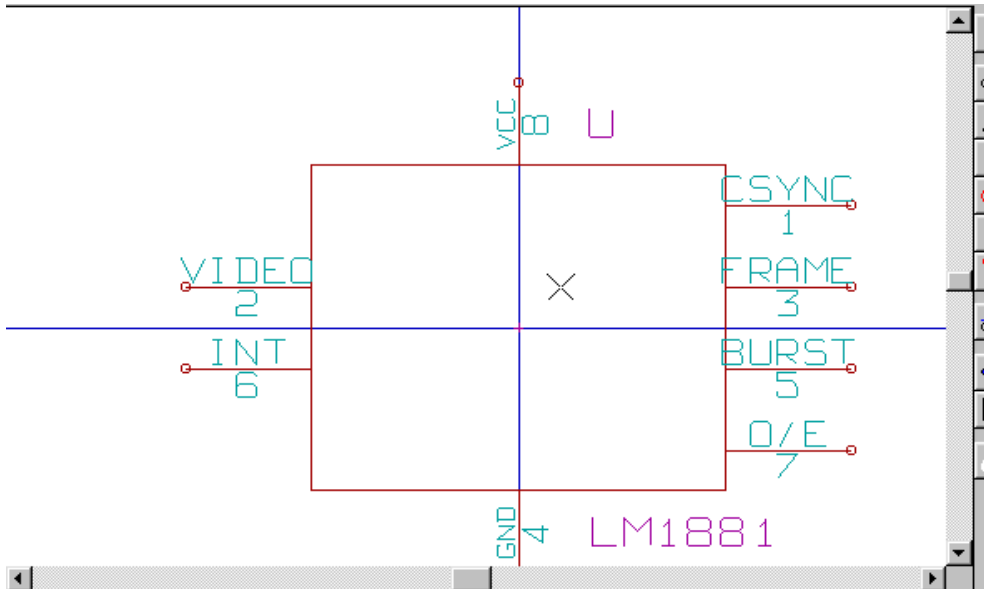 VCC
8
U
CSYNC
1
VIDEO
2
FRAME
3
INT
6
BURST
5
O/E
7
GND
4
LM1881